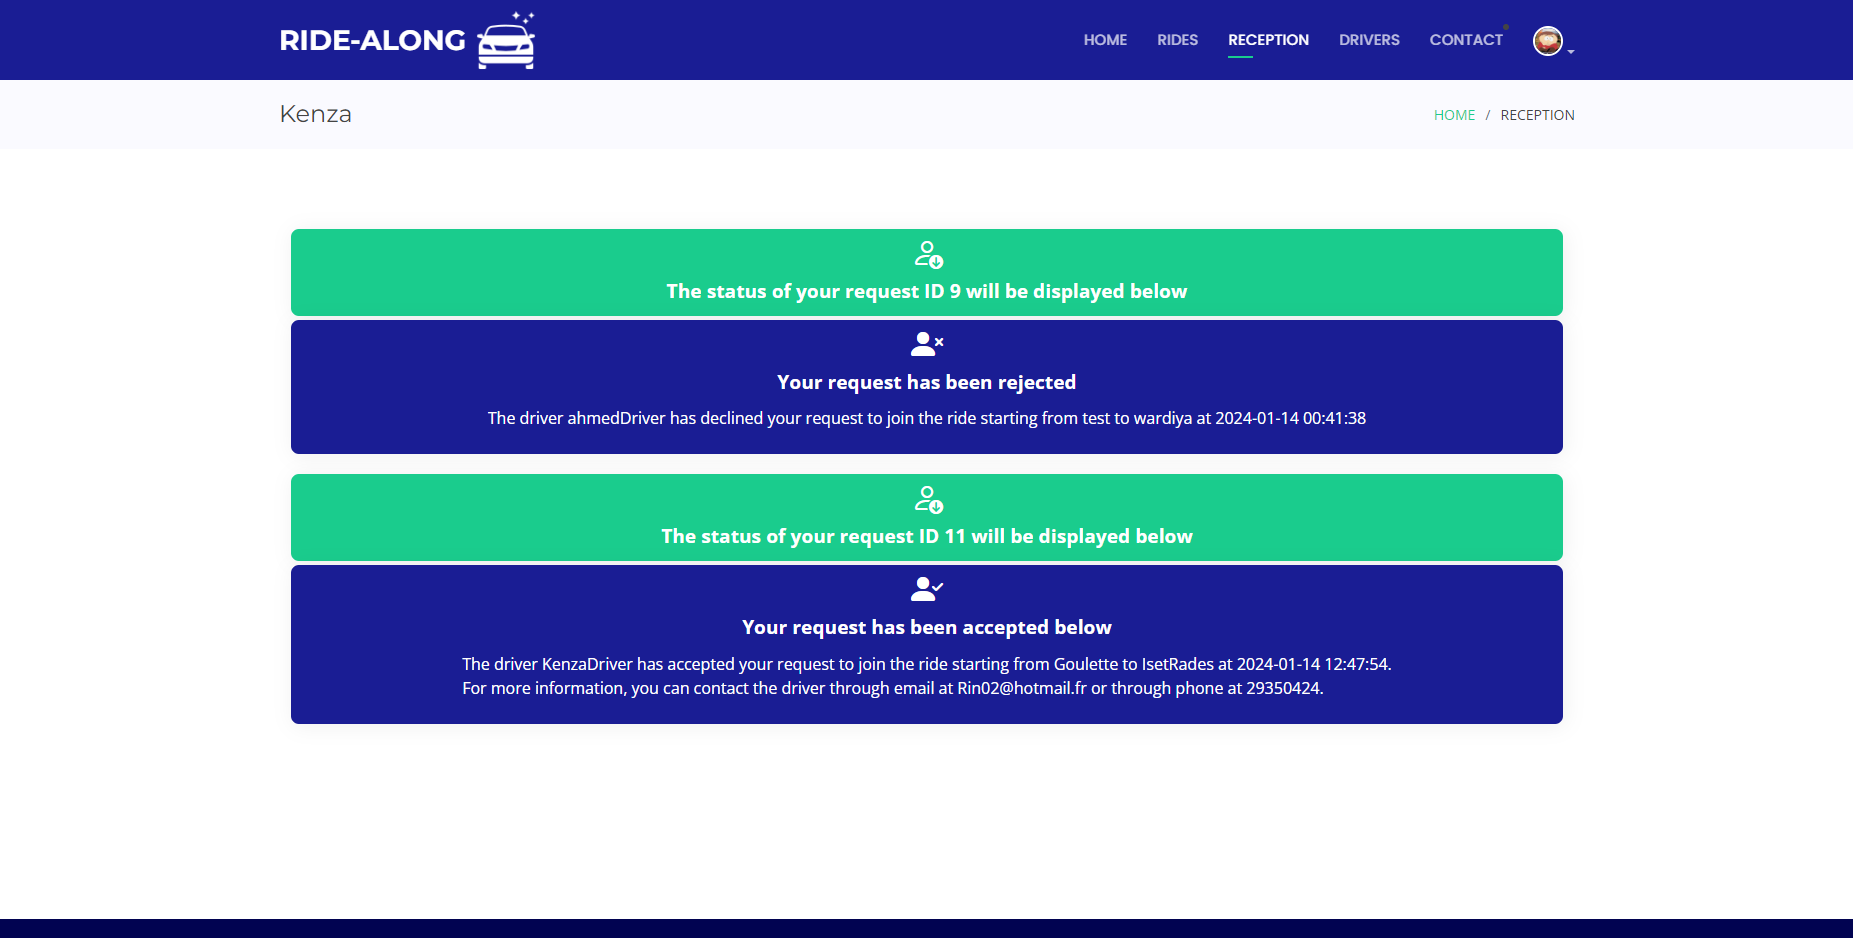 RIDE-ALONG
HOME RIDES RECEPTION DRIVERS CONTACT
Kenza
HOME / RECEPTION
The status of your request ID 9 will be displayed below
Your request has been rejected
The driver ahmedDriver has declined your request to join the ride starting from test to wardiya at 2024-01-14 00:41:38
The status of your request ID 11 will be displayed below
Your request has been accepted below
The driver KenzaDriver has accepted your request to join the ride starting from Goulette to IsetRades at 2024-01-14 12:47:54.
For more information, you can contact the driver through email at Rin02@hotmail.fr or through phone at 29350424.